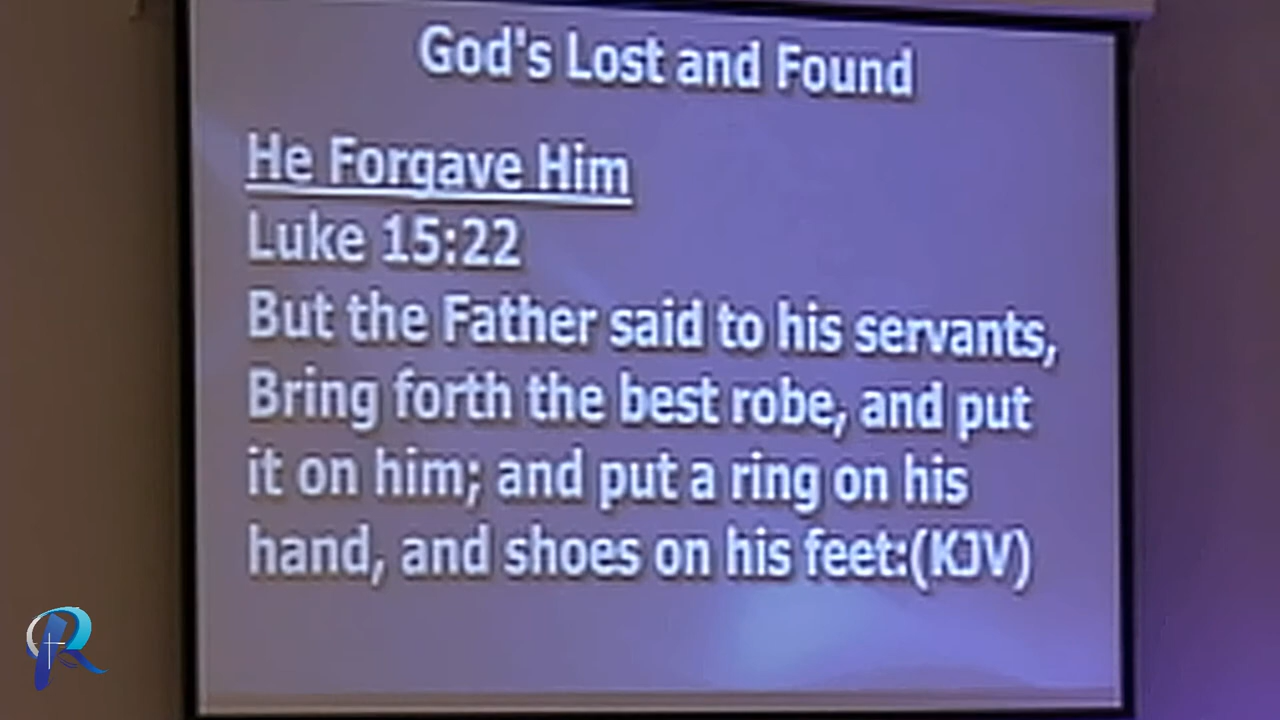 God's Lost and Found
He Forgave Him
Luke 15:22
But the Father said to his servants,
Bring forth the best robe, and put
it on him; and put a ring on his
hand, and shoes on his feet:(KJV)